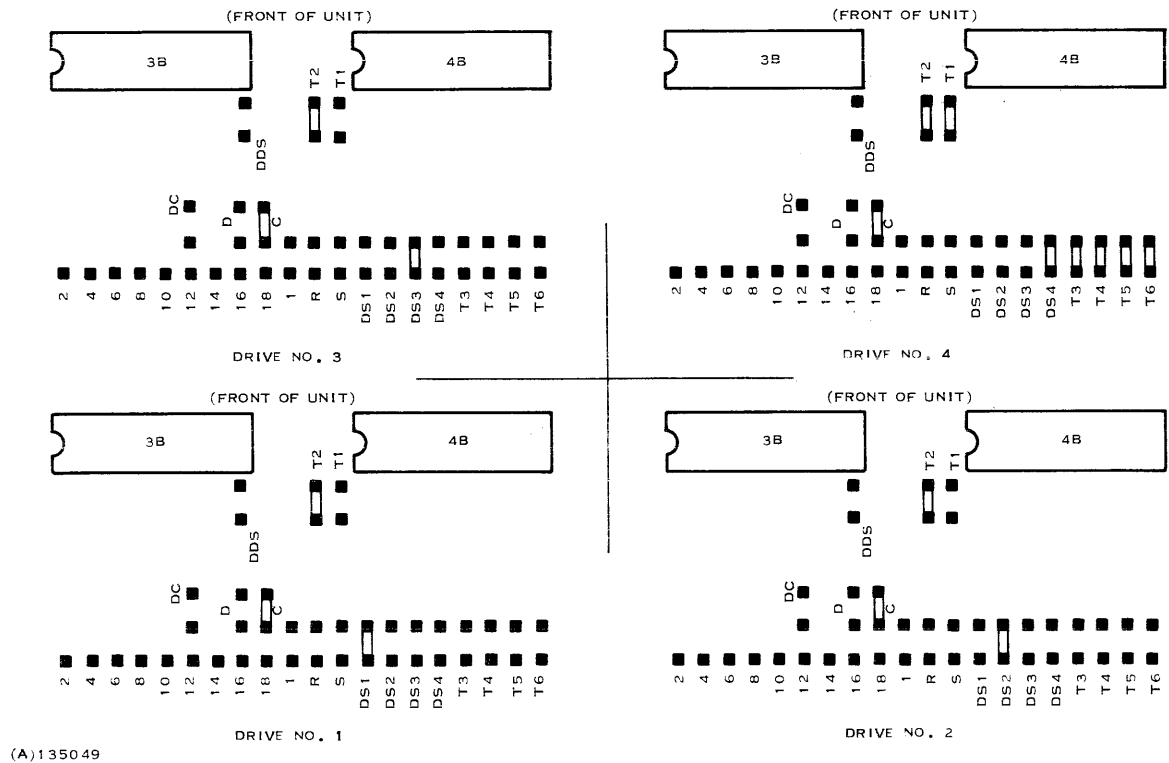 (FRONT OF UNIT)
3B
4B
T2
T1
DDS
DC
D
C
2 4 6 8 10 12 14 16 18 1 R S DS1 DS2 DS3 DS4 T3 T4 T5 T6
DRIVE NO. 3
(FRONT OF UNIT)
3B
4B
T2
T1
DDS
DC
D
C
2 4 6 8 10 12 14 16 18 1 R S DS1 DS2 DS3 DS4 T3 T4 T5 T6
DRIVE NO. 4
(FRONT OF UNIT)
3B
4B
T2
T1
DDS
DC
D
C
2 4 6 8 10 12 14 16 18 1 R S DS1 DS2 DS3 DS4 T3 T4 T5 T6
DRIVE NO. 1
(FRONT OF UNIT)
3B
4B
T2
T1
DDS
DC
D
C
2 4 6 8 10 12 14 16 18 1 R S DS1 DS2 DS3 DS4 T3 T4 T5 T6
DRIVE NO. 2
(A)135049